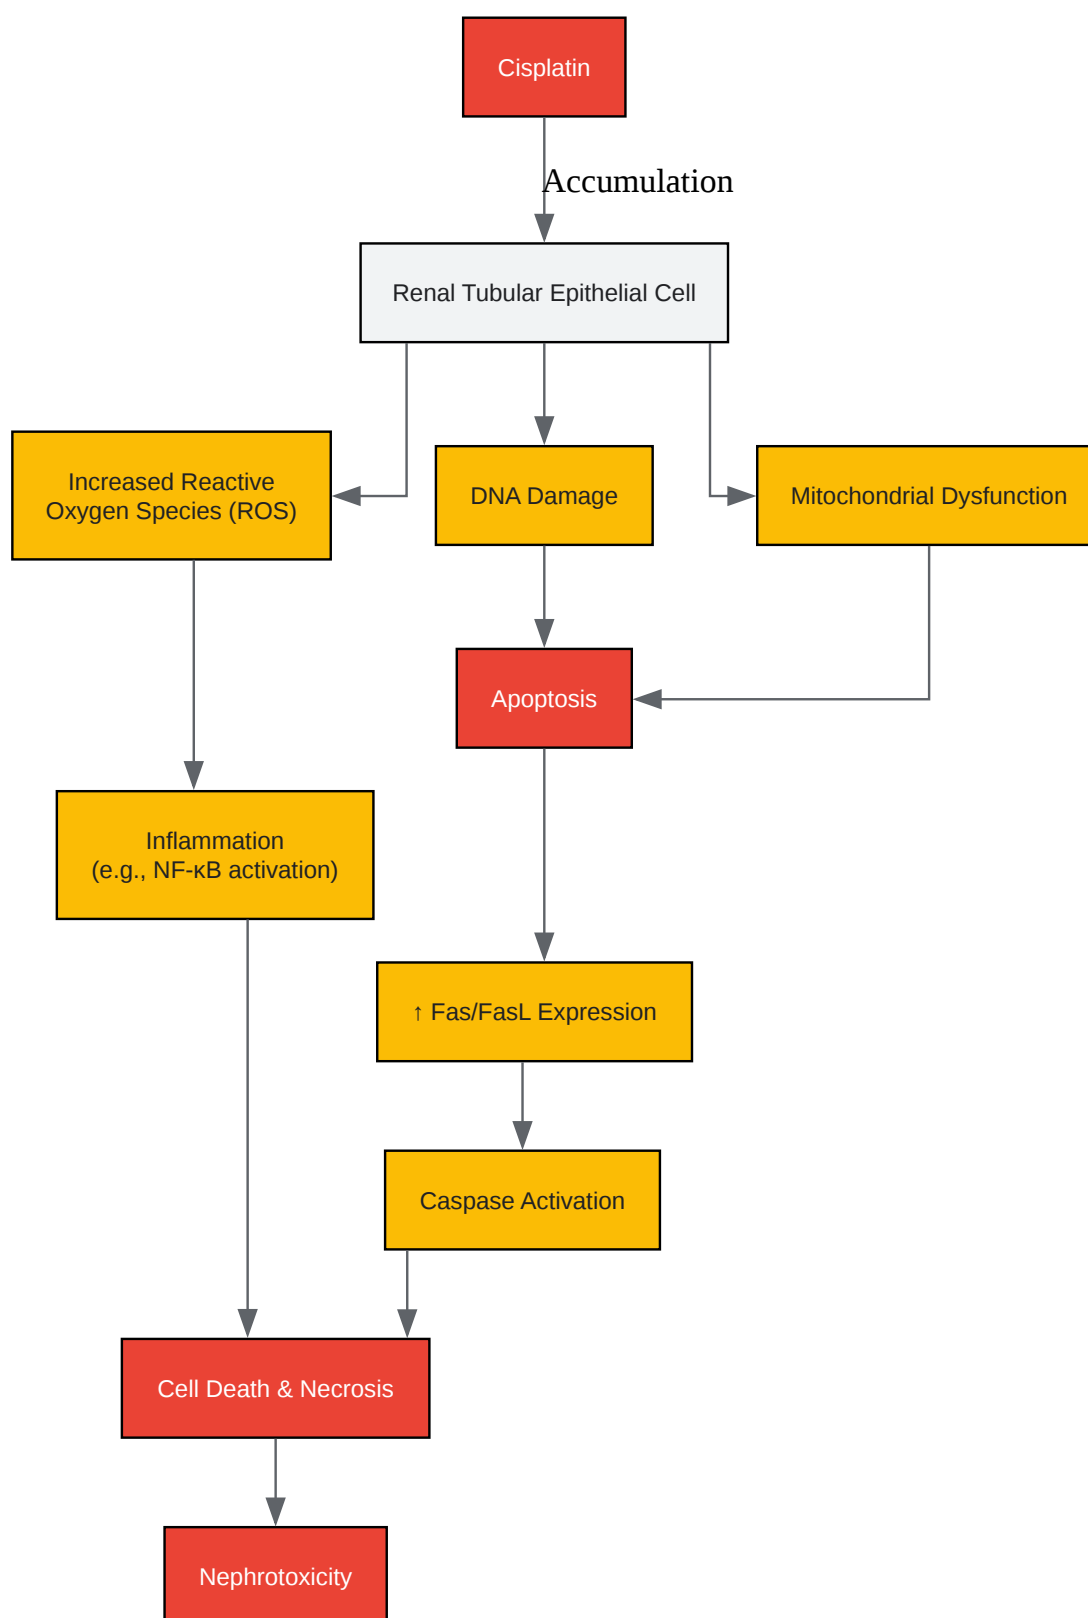 Cisplatin
Accumulation
Renal Tubular Epithelial Cell
Increased Reactive
Oxygen Species (ROS)
DNA Damage
Mitochondrial Dysfunction
Apoptosis
Inflammation
(e.g., NF-κB activation)
↑ Fas/FasL Expression
Caspase Activation
Cell Death & Necrosis
Nephrotoxicity